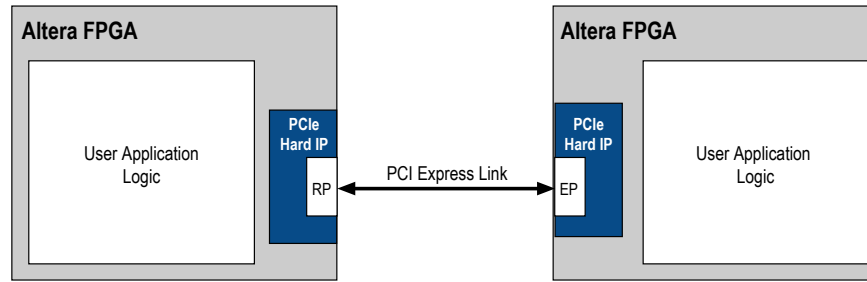 Altera FPGA
User Application
Logic
PCIe
Hard IP
RP
PCI Express Link
Altera FPGA
PCIe
Hard IP
EP
User Application
Logic